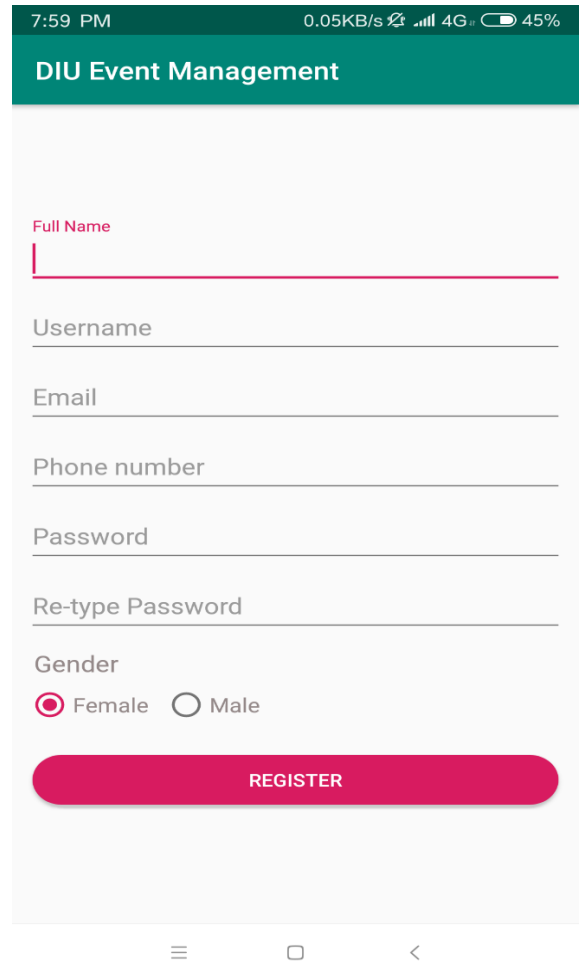 7:59 PM 0.05KB/s 4G 45%
DIU Event Management
Full Name
Username
Email
Phone number
Password
Re-type Password
Gender
Female Male
REGISTER